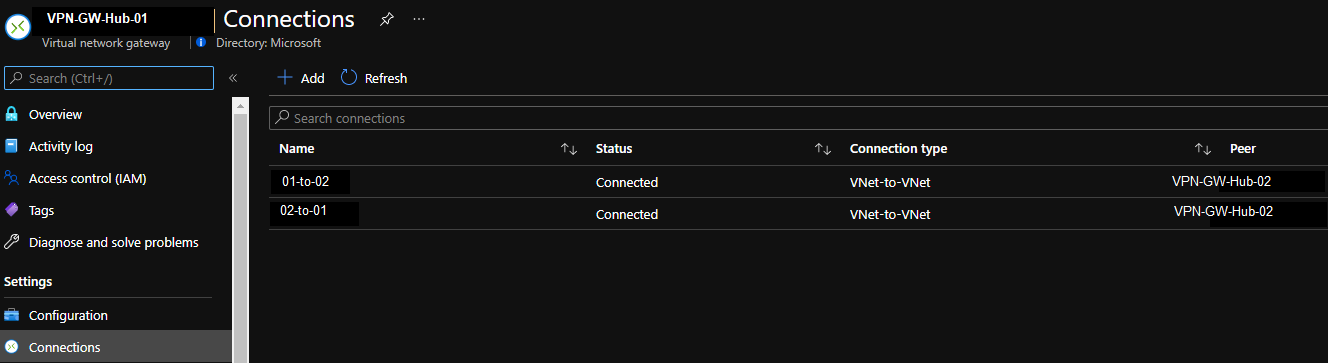 VPN-GW-Hub-01
Connections
...
Virtual network gateway
Directory: Microsoft
Search (Ctrl+/)
«
Add
Refresh
Overview
Activity log
Access control (IAM)
Tags
Diagnose and solve problems
Settings
Configuration
Connections
Search connections
Name Status Connection type Peer
01-to-02 Connected VNet-to-VNet VPN-GW-Hub-02
02-to-01 Connected VNet-to-VNet VPN-GW-Hub-02